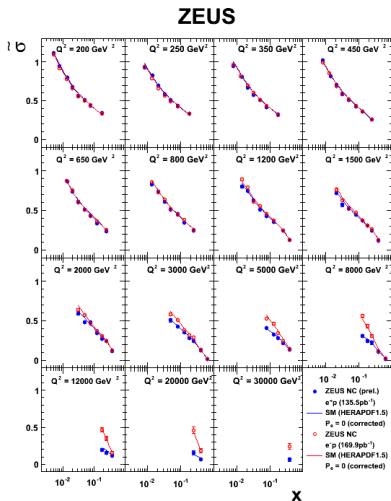 ZEUS
σ̃
Q² = 200 GeV² Q² = 250 GeV² Q² = 350 GeV² Q² = 450 GeV²
1
0.5
0
Q² = 650 GeV² Q² = 800 GeV² Q² = 1200 GeV² Q² = 1500 GeV²
1
0.5
0
Q² = 2000 GeV² Q² = 3000 GeV² Q² = 5000 GeV² Q² = 8000 GeV²
1
0.5
0
10⁻² 10⁻¹
Q² = 12000 GeV² Q² = 20000 GeV² Q² = 30000 GeV²
1
0.5
0
10⁻² 10⁻¹ 10⁻² 10⁻¹ 10⁻² 10⁻¹
ZEUS NC (prel.)
e⁺p (135.5pb⁻¹)
SM (HERAPDF1.5)
Pₑ = 0 (corrected)
ZEUS NC
e⁻p (169.9pb⁻¹)
SM (HERAPDF1.5)
Pₑ = 0 (corrected)
x